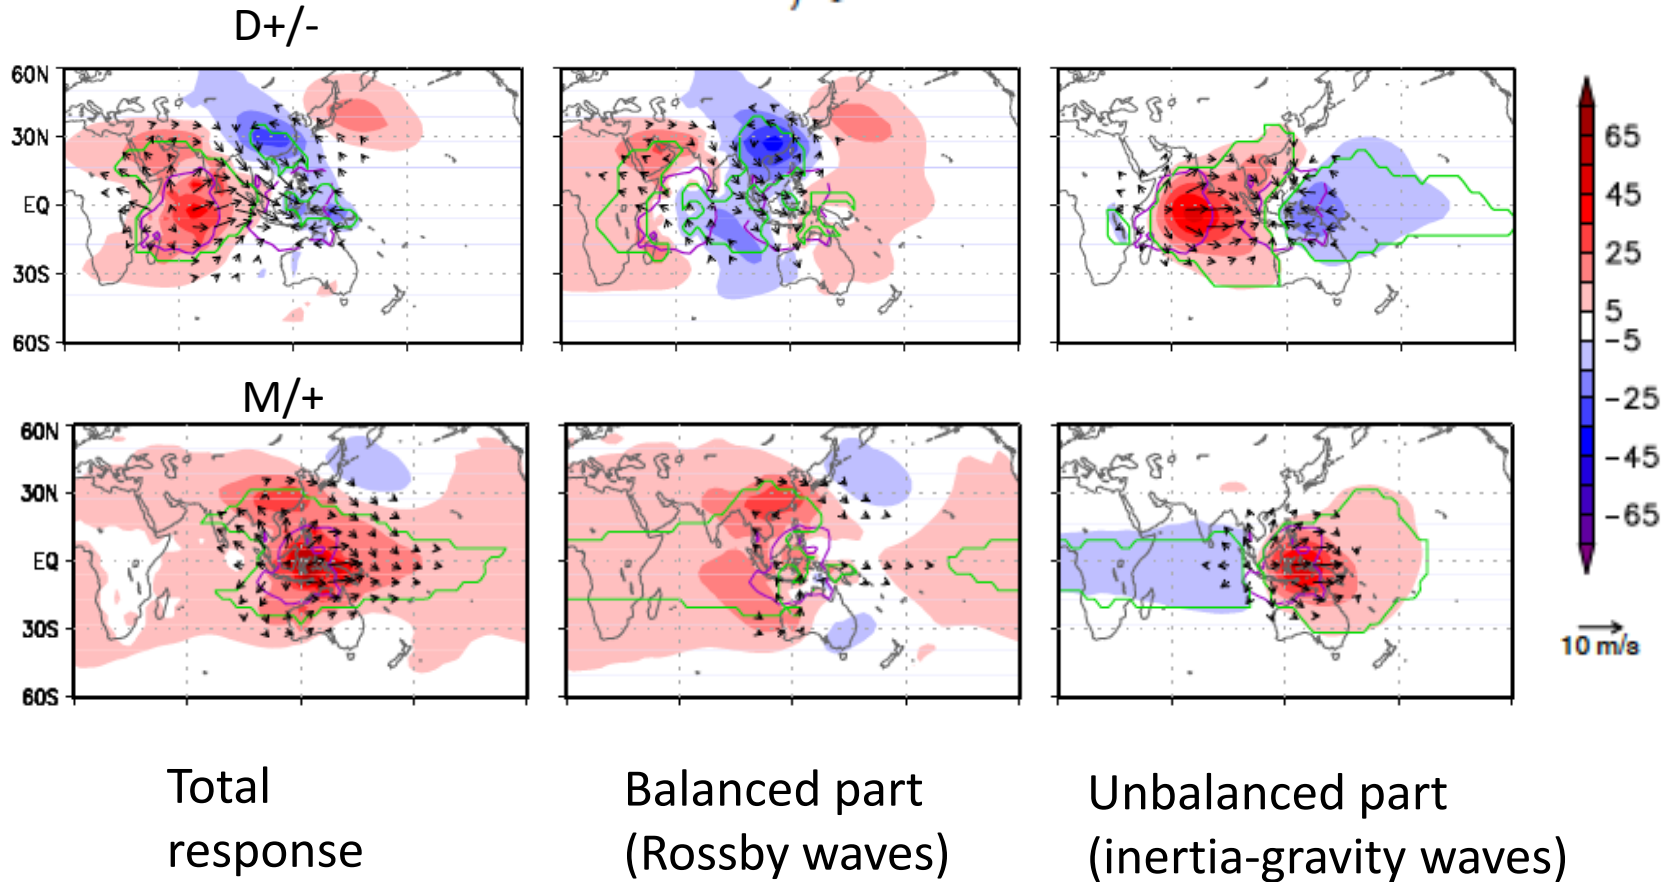 D+/-
60N
30N
EQ
30S
60S
M/+
60N
30N
EQ
30S
60S
65
45
25
5
-5
-25
-45
-65
10 m/s
Total
response
Balanced part
(Rossby waves)
Unbalanced part
(inertia-gravity waves)